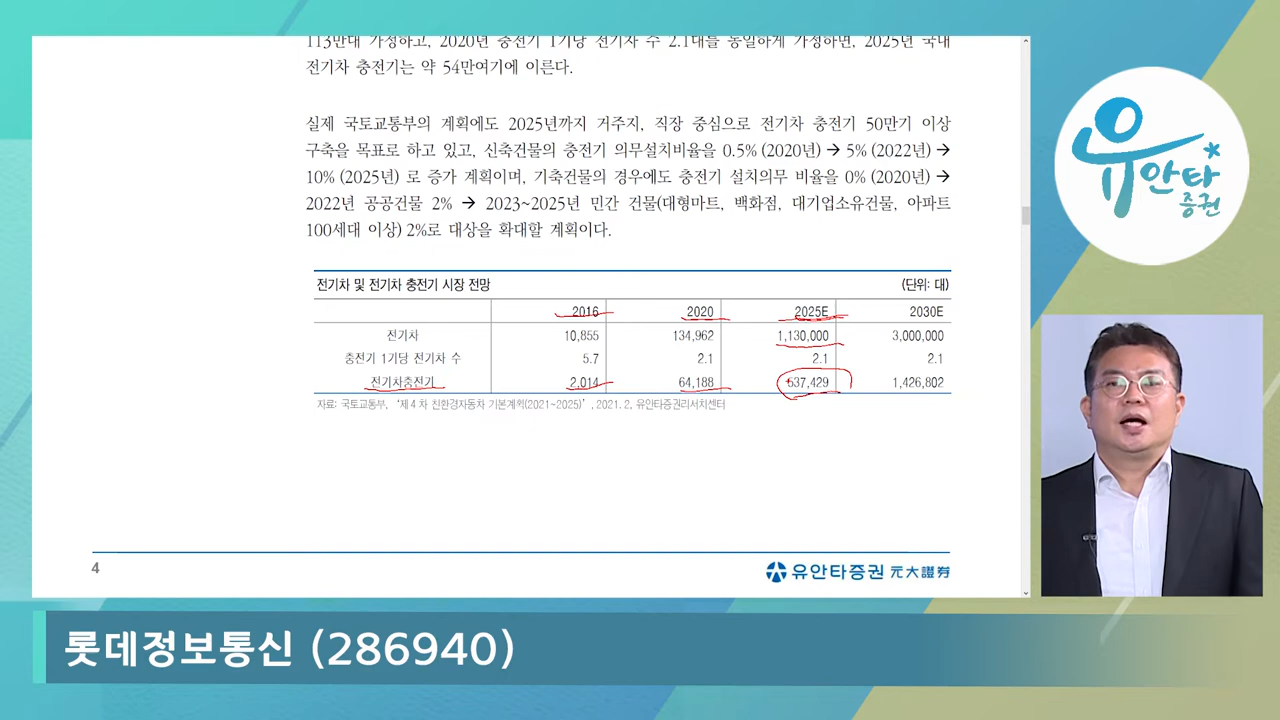 113만대 가정하고, 2020년 충전기 1기당 전기차 수 2.1대를 동일하게 가정하면, 2025년 국내
전기차 충전기는 약 54만여기에 이른다.
실제 국토교통부의 계획에도 2025년까지 거주지, 직장 중심으로 전기차 충전기 50만기 이상
구축을 목표로 하고 있고, 신축건물의 충전기 의무설치비율을 0.5% (2020년) → 5% (2022년) →
10% (2025년) 로 증가 계획이며, 기축건물의 경우에도 충전기 설치의무 비율을 0% (2020년) →
2022년 공공건물 2% → 2023~2025년 민간 건물(대형마트, 백화점, 대기업소유건물, 아파트
100세대 이상) 2%로 대상을 확대할 계획이다.
전기차 및 전기차 충전기 시장 전망 (단위: 대)
2016 2020 2025E 2030E
전기차 10,855 134,962 1,130,000 3,000,000
충전기 1기당 전기차 수 5.7 2.1 2.1 2.1
전기차충전기 2,014 64,188 537,429 1,426,802
자료: 국토교통부, ‘제 4 차 친환경자동차 기본계획(2021~2025)’, 2021. 2, 유안타증권리서치센터
4
유안타증권 元大證券
유안타
증권
롯데정보통신 (286940)